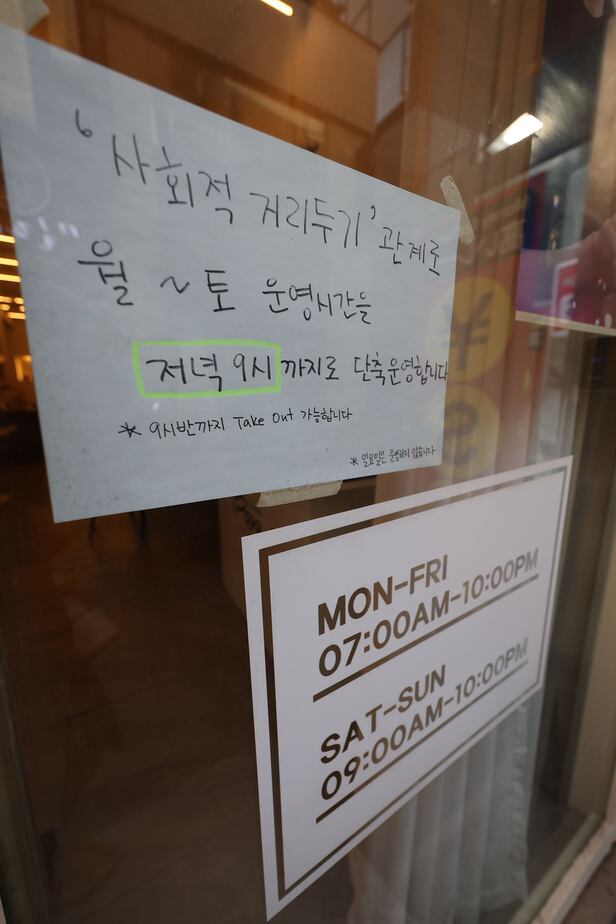 '사회적 거리두기' 관계로
월 ~ 토 운영시간을
저녁 9시 까지로 단축운영합니다
* 9시반까지 Take Out 가능합니다
* 일요일은 운영하지 않습니다
MON-FRI
07:00AM-10:00PM
SAT-SUN
09:00AM-10:00PM